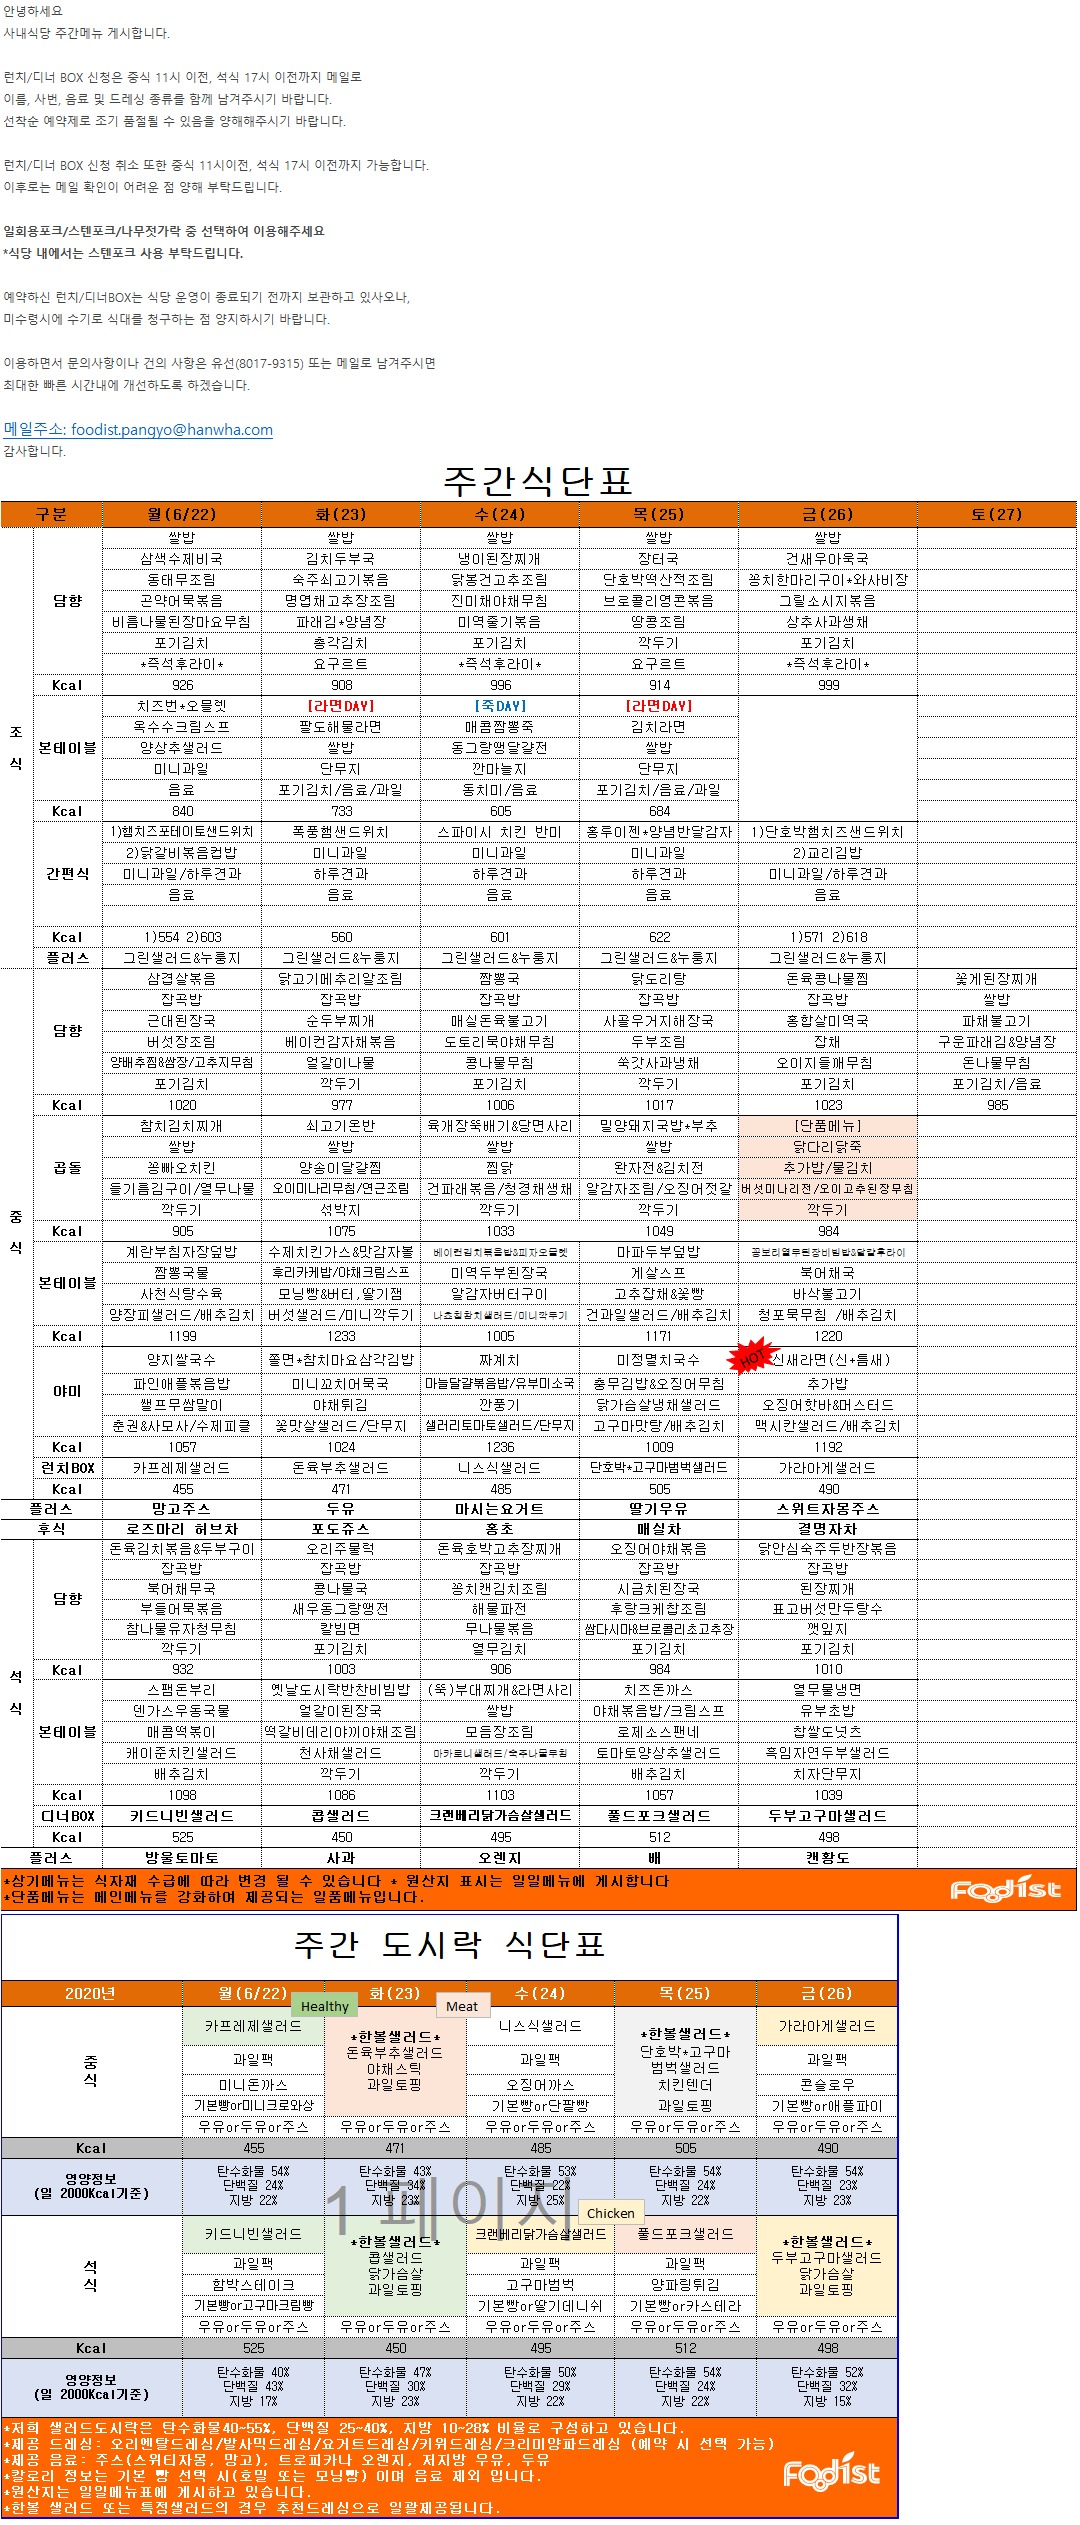 안녕하세요
사내식당 주간메뉴 게시합니다.
런치/디너 BOX 신청은 중식 11시 이전, 석식 17시 이전까지 메일로
이름, 사번, 음료 및 드레싱 종류를 함께 남겨주시기 바랍니다.
선착순 예약제로 조기 품절될 수 있음을 양해해주시기 바랍니다.
런치/디너 BOX 신청 취소 또한 중식 11시이전, 석식 17시 이전까지 가능합니다.
이후로는 메일 확인이 어려운 점 양해 부탁드립니다.
일회용포크/스텐포크/나무젓가락 중 선택하여 이용해주세요
*식당 내에서는 스텐포크 사용 부탁드립니다.
예약하신 런치/디너BOX는 식당 운영이 종료되기 전까지 보관하고 있사오나,
미수령시에 수기로 식대를 청구하는 점 양지하시기 바랍니다.
이용하면서 문의사항이나 건의 사항은 유선(8017-9315) 또는 메일로 남겨주시면
최대한 빠른 시간내에 개선하도록 하겠습니다.
메일주소: foodist.pangyo@hanwha.com
감사합니다.
주간식단표
구분 월(6/22) 화(23) 수(24) 목(25) 금(26) 토(27)
조식
담향 쌀밥 쌀밥 쌀밥 쌀밥 쌀밥
삼색수제비국 김치두부국 냉이된장찌개 장터국 건새우아욱국
동태무조림 숙주쇠고기볶음 닭봉건고추조림 단호박떡산적조림 꽁치한마리구이*와사비장
곤약어묵볶음 명엽채고추장조림 진미채야채무침 브로콜리영콘볶음 그릴소시지볶음
비름나물된장마요무침 파래김*양념장 미역줄기볶음 땅콩조림 상추사과생채
포기김치 총각김치 포기김치 깍두기 포기김치
*즉석후라이* 요구르트 *즉석후라이* 요구르트 *즉석후라이*
Kcal 926 908 996 914 999
본테이블 치즈번*오믈렛 [라면DAY] [죽DAY] [라면DAY]
옥수수크림스프 팔도해물라면 매콤짬뽕죽 김치라면
양상추샐러드 쌀밥 동그랑땡달걀전 쌀밥
미니과일 단무지 깐마늘지 단무지
음료 포기김치/음료/과일 동치미/음료 포기김치/음료/과일
Kcal 840 733 605 684
간편식 1)햄치즈포테이토샌드위치 폭풍햄샌드위치 스파이시 치킨 반미 홍루이젠*양념반달감자 1)단호박햄치즈샌드위치
2)닭갈비볶음컵밥 미니과일 미니과일 미니과일 2)교리김밥
미니과일/하루견과 하루견과 하루견과 하루견과 미니과일/하루견과
음료 음료 음료 음료 음료
Kcal 1)554 2)603 560 601 622 1)571 2)618
플러스 그린샐러드&누룽지 그린샐러드&누룽지 그린샐러드&누룽지 그린샐러드&누룽지 그린샐러드&누룽지
중식
담향 삼겹살볶음 닭고기메추리알조림 짬뽕국 닭도리탕 돈육콩나물찜 꽃게된장찌개
잡곡밥 잡곡밥 잡곡밥 잡곡밥 잡곡밥 쌀밥
근대된장국 순두부찌개 매실돈육불고기 사골우거지해장국 홍합살미역국 파채불고기
버섯장조림 베이컨감자채볶음 도토리묵야채무침 두부조림 잡채 구운파래김&양념장
양배추찜&쌈장/고추지무침 얼갈이나물 콩나물무침 쑥갓사과냉채 오이지들깨무침 돈나물무침
포기김치 깍두기 포기김치 깍두기 포기김치 포기김치/음료
Kcal 1020 977 1006 1017 1023 985
곱돌 참치김치찌개 쇠고기온반 육개장뚝배기&당면사리 밀양돼지국밥*부추 [단품메뉴]
쌀밥 쌀밥 쌀밥 쌀밥 닭다리닭죽
꽁빠오치킨 양송이달걀찜 찜닭 완자전&김치전 추가밥/물김치
들기름김구이/열무나물 오이미나리무침/연근조림 건파래볶음/청경채생채 알감자조림/오징어젓갈 버섯미나리전/오이고추된장무침
깍두기 섞박지 깍두기 깍두기 깍두기
Kcal 905 1075 1033 1049 984
본테이블 계란부침자장덮밥 수제치킨가스&맛감자볼 베이컨김치볶음밥&피자오믈렛 마파두부덮밥 꽁보리열무된장비빔밥&달걀후라이
짬뽕국물 후리카케밥/야채크림스프 미역두부된장국 게살스프 북어채국
사천식탕수육 모닝빵&버터,딸기잼 알감자버터구이 고추잡채&꽃빵 바삭불고기
양장피샐러드/배추김치 버섯샐러드/미니깍두기 나쵸칠참치샐러드/미니깍두기 건과일샐러드/배추김치 청포묵무침 /배추김치
Kcal 1199 1233 1005 1171 1220
야미 양지쌀국수 쫄면*참치마요삼각김밥 짜계치 미정멸치국수 HOT 신새라면(신+틈새)
파인애플볶음밥 미니꼬치어묵국 마늘달걀볶음밥/유부미소국 충무김밥&오징어무침 추가밥
쌜프무쌈말이 야채튀김 깐풍기 닭가슴살냉채샐러드 오징어핫바&머스터드
춘권&사모사/수제피클 꽃맛살샐러드/단무지 샐러리토마토샐러드/단무지 고구마맛탕/배추김치 맥시칸샐러드/배추김치
Kcal 1057 1024 1236 1009 1192
런치BOX 카프레제샐러드 돈육부추샐러드 니스식샐러드 단호박*고구마범벅샐러드 가라아게샐러드
Kcal 455 471 485 505 490
플러스 망고주스 두유 마시는요거트 딸기우유 스위트자몽주스
후식 로즈마리 허브차 포도쥬스 홍초 매실차 결명자차
석식
담향 돈육김치볶음&두부구이 오리주물럭 돈육호박고추장찌개 오징어야채볶음 닭안심숙주두반장볶음
잡곡밥 잡곡밥 잡곡밥 잡곡밥 잡곡밥
북어채무국 콩나물국 꽁치캔김치조림 시금치된장국 된장찌개
부들어묵볶음 새우동그랑땡전 해물파전 후랑크케찹조림 표고버섯만두탕수
참나물유자청무침 칼빔면 무나물볶음 쌈다시마&브로콜리초고추장 깻잎지
깍두기 포기김치 열무김치 포기김치 포기김치
Kcal 932 1003 906 984 1010
본테이블 스팸돈부리 옛날도시락반찬비빔밥 (뚝)부대찌개&라면사리 치즈돈까스 열무물냉면
덴가스우동국물 얼갈이된장국 쌀밥 야채볶음밥/크림스프 유부초밥
매콤떡볶이 떡갈비데리야끼야채조림 모듬장조림 로제소스팬네 찹쌀도넛츠
캐이준치킨샐러드 천사채샐러드 마카로니샐러드/숙주나물무침 토마토양상추샐러드 흑임자연두부샐러드
배추김치 깍두기 깍두기 배추김치 치자단무지
Kcal 1098 1086 1103 1057 1039
디너BOX 키드니빈샐러드 콥샐러드 크랜베리닭가슴살샐러드 풀드포크샐러드 두부고구마샐러드
Kcal 525 450 495 512 498
플러스 방울토마토 사과 오렌지 배 캔황도
*상기메뉴는 식자재 수급에 따라 변경 될 수 있습니다 * 원산지 표시는 일일메뉴에 게시합니다
*단품메뉴는 메인메뉴를 강화하여 제공되는 일품메뉴입니다.
Foodist
주간 도시락 식단표
2020년 월(6/22) 화(23) 수(24) 목(25) 금(26)
Healthy Meat
중식
카프레제샐러드 *한볼샐러드* 니스식샐러드 *한볼샐러드* 가라아게샐러드
돈육부추샐러드 단호박*고구마
과일팩 야채스틱 과일팩 범벅샐러드 과일팩
미니돈까스 과일토핑 오징어까스 치킨텐더 콘슬로우
기본빵or미니크로와상 기본빵or단팥빵 과일토핑 기본빵or애플파이
우유or두유or주스 우유or두유or주스 우유or두유or주스 우유or두유or주스 우유or두유or주스
Kcal 455 471 485 505 490
영양정보 탄수화물 54% 탄수화물 43% 탄수화물 53% 탄수화물 54% 탄수화물 54%
(일 2000Kcal기준) 단백질 24% 단백질 34% 단백질 22% 단백질 24% 단백질 23%
지방 22% 지방 23% 지방 25% 지방 22% 지방 23%
1 페이지
Chicken
석식
키드니빈샐러드 *한볼샐러드* 크랜베리닭가슴살샐러드 풀드포크샐러드 *한볼샐러드*
콥샐러드 두부고구마샐러드
과일팩 닭가슴살 과일팩 과일팩 닭가슴살
함박스테이크 과일토핑 고구마범벅 양파링튀김 과일토핑
기본빵or고구마크림빵 기본빵or딸기데니쉬 기본빵or카스테라
우유or두유or주스 우유or두유or주스 우유or두유or주스 우유or두유or주스 우유or두유or주스
Kcal 525 450 495 512 498
영양정보 탄수화물 40% 탄수화물 47% 탄수화물 50% 탄수화물 54% 탄수화물 52%
(일 2000Kcal기준) 단백질 43% 단백질 30% 단백질 29% 단백질 24% 단백질 32%
지방 17% 지방 23% 지방 22% 지방 22% 지방 15%
*저희 샐러드도시락은 탄수화물40~55%, 단백질 25~40%, 지방 10~28% 비율로 구성하고 있습니다.
*제공 드레싱: 오리엔탈드레싱/발사믹드레싱/요거트드레싱/키위드레싱/크리미양파드레싱 (예약 시 선택 가능)
*제공 음료: 주스(스위티자몽, 망고), 트로피카나 오렌지, 저지방 우유, 두유
*칼로리 정보는 기본 빵 선택 시(호밀 또는 모닝빵) 이며 음료 제외 입니다.
*원산지는 일일메뉴표에 게시하고 있습니다.
*한볼 샐러드 또는 특정샐러드의 경우 추천드레싱으로 일괄제공됩니다.
Foodist